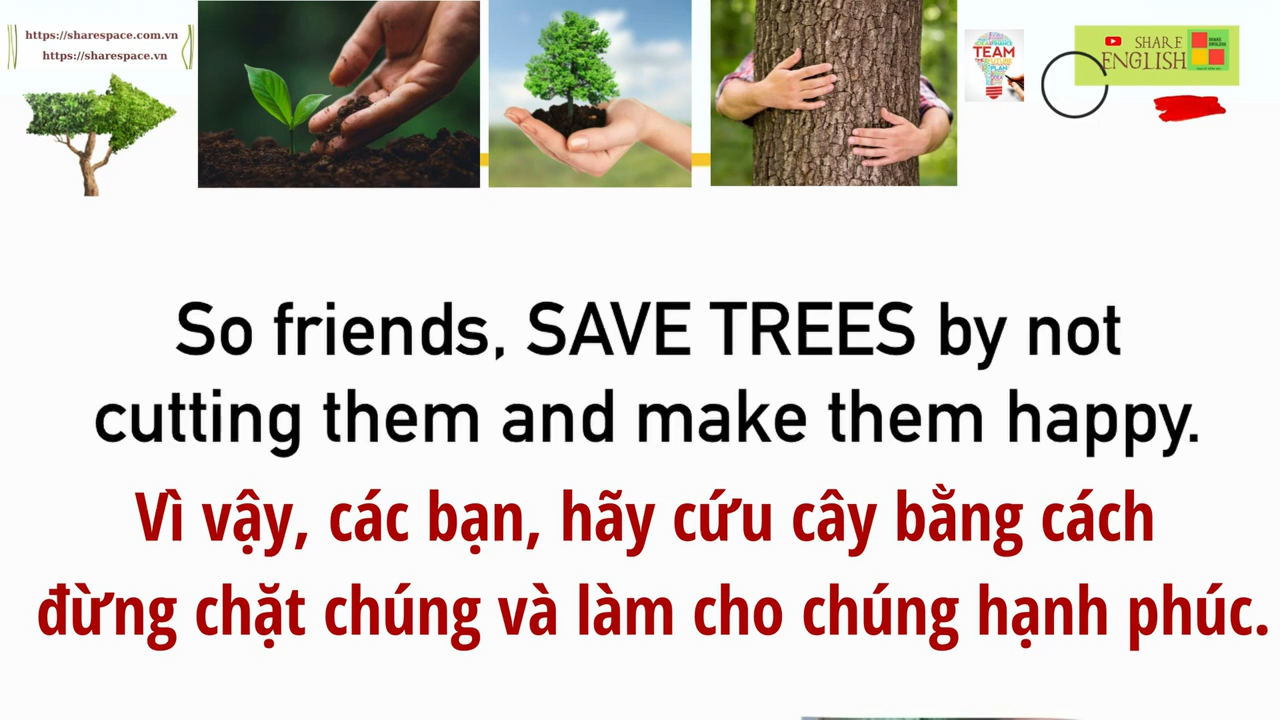 https://sharespace.com.vn
https://sharespace.vn
TEAM
PLAN
SHARE
ENGLISH
So friends, SAVE TREES by not
cutting them and make them happy.
Vì vậy, các bạn, hãy cứu cây bằng cách
đừng chặt chúng và làm cho chúng hạnh phúc.